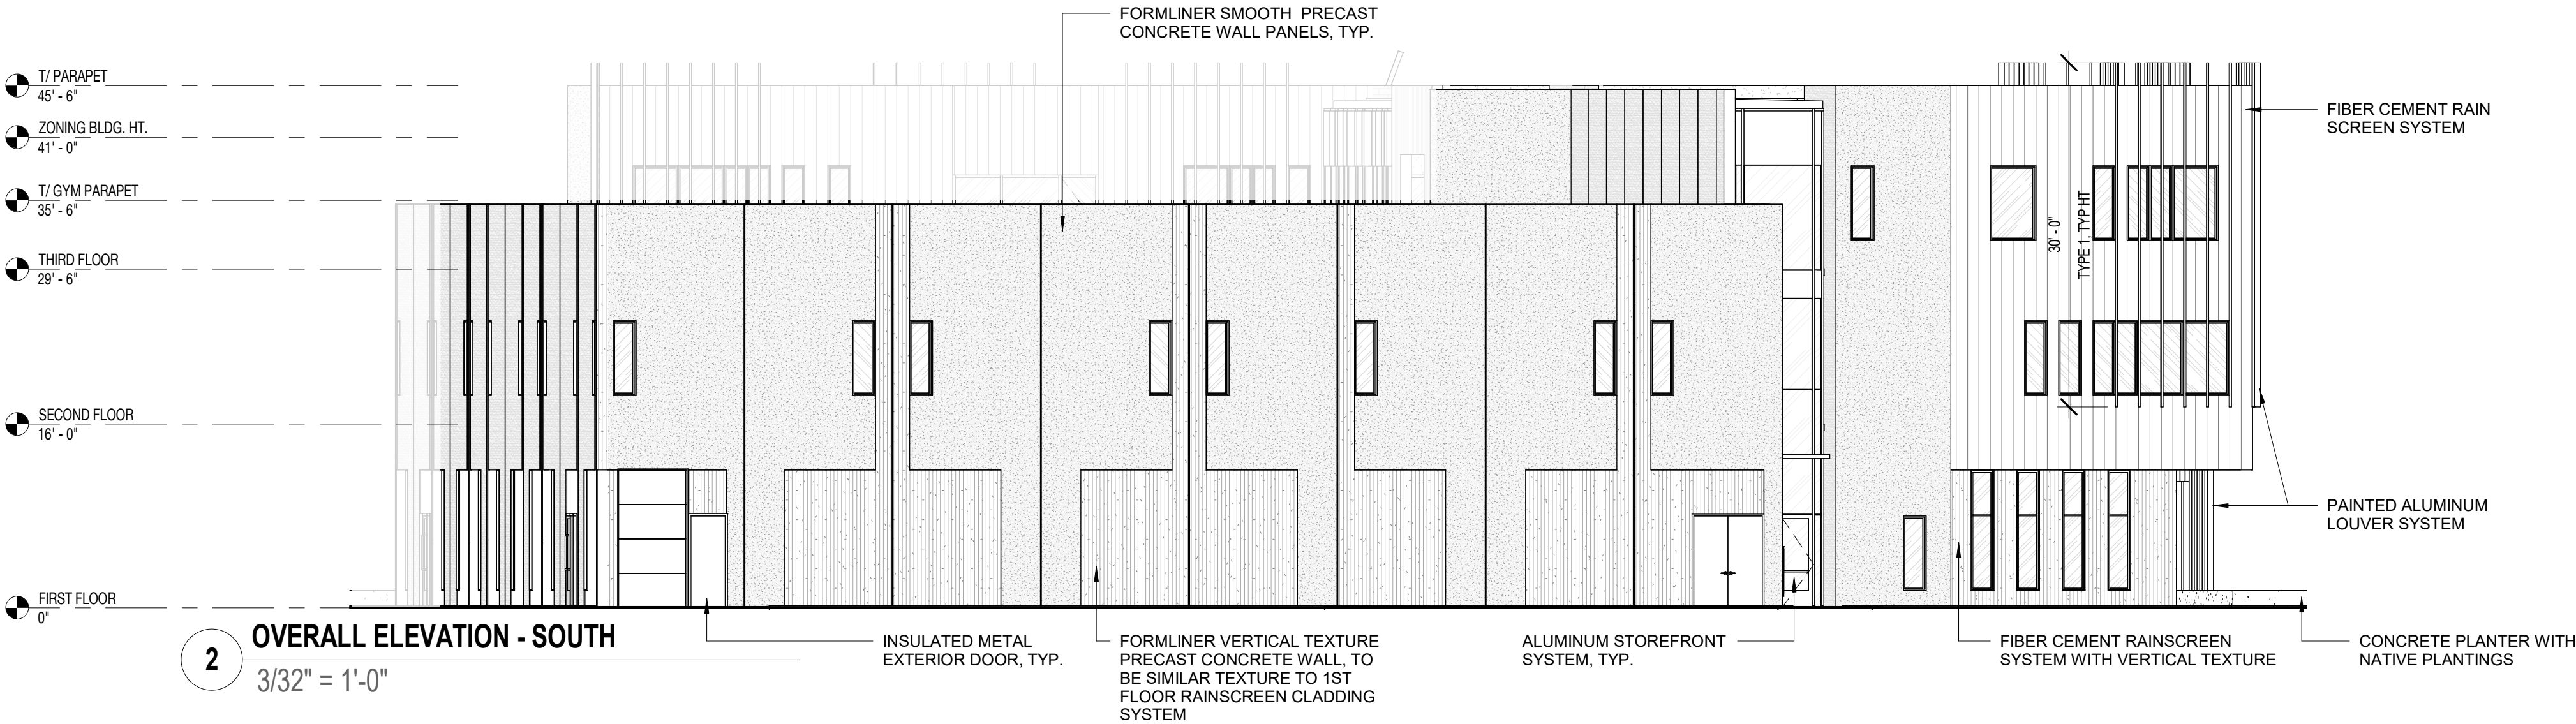 FORMLINER SMOOTH PRECAST
CONCRETE WALL PANELS, TYP.
T/ PARAPET
45' - 6"
ZONING BLDG. HT.
41' - 0"
T/ GYM PARAPET
35' - 6"
THIRD FLOOR
29' - 6"
SECOND FLOOR
16' - 0"
FIRST FLOOR
0"
FIBER CEMENT RAIN
SCREEN SYSTEM
30' - 0"
TYPE 1, TYP HT
PAINTED ALUMINUM
LOUVER SYSTEM
2
OVERALL ELEVATION - SOUTH
3/32" = 1'-0"
INSULATED METAL
EXTERIOR DOOR, TYP.
FORMLINER VERTICAL TEXTURE
PRECAST CONCRETE WALL, TO
BE SIMILAR TEXTURE TO 1ST
FLOOR RAINSCREEN CLADDING
SYSTEM
ALUMINUM STOREFRONT
SYSTEM, TYP.
FIBER CEMENT RAINSCREEN
SYSTEM WITH VERTICAL TEXTURE
CONCRETE PLANTER WITH
NATIVE PLANTINGS